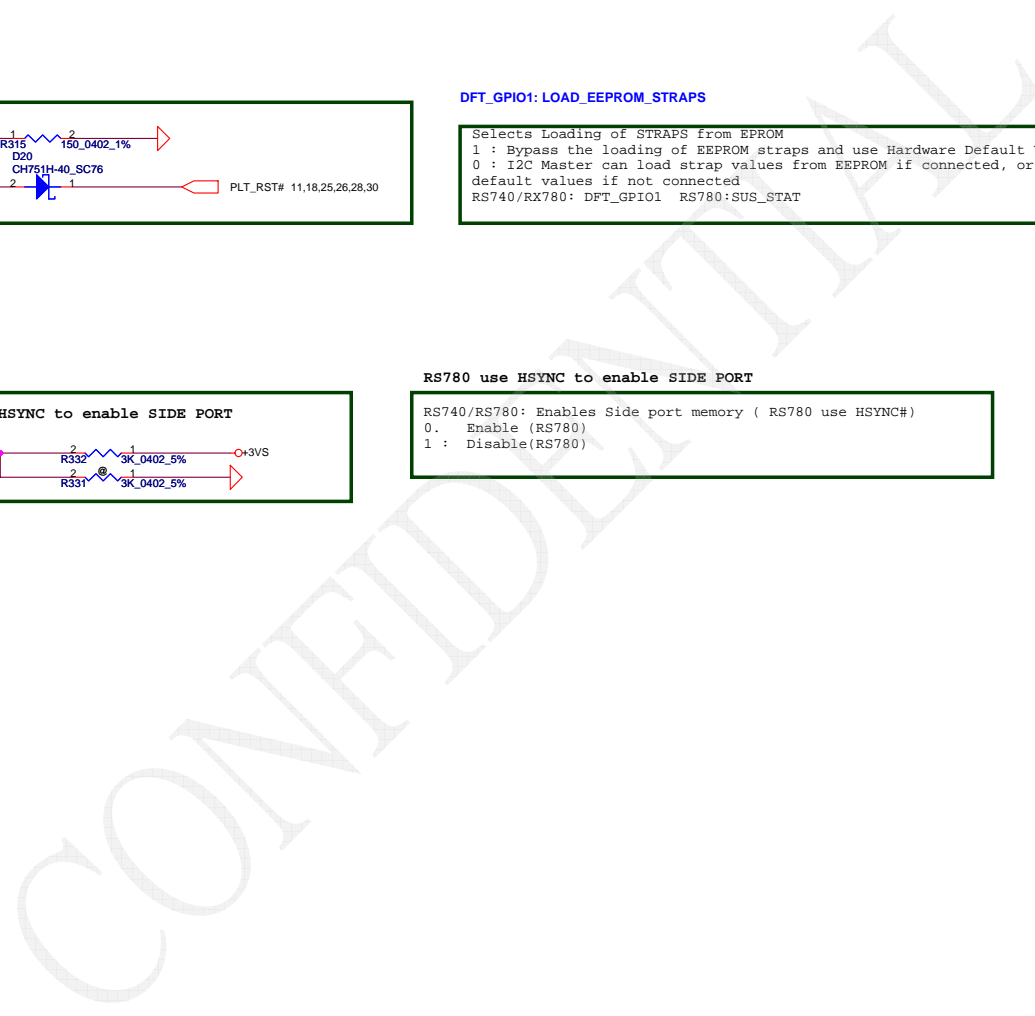 DFT_GPIO1: LOAD_EEPROM_STRAPS
1 2
R315 150_0402_1%
D20
CH751H-40_SC76
2 1
PLT_RST# 11,18,25,26,28,30
Selects Loading of STRAPS from EPROM
1 : Bypass the loading of EEPROM straps and use Hardware Default
0 : I2C Master can load strap values from EEPROM if connected, or
default values if not connected
RS740/RX780: DFT_GPIO1 RS780:SUS_STAT
RS780 use HSYNC to enable SIDE PORT
HSYNC to enable SIDE PORT
2 1
R332 3K_0402_5%
+3VS
2 @ 1
R331 3K_0402_5%
RS740/RS780: Enables Side port memory ( RS780 use HSYNC#)
0. Enable (RS780)
1 : Disable(RS780)
CONFIDENTIAL